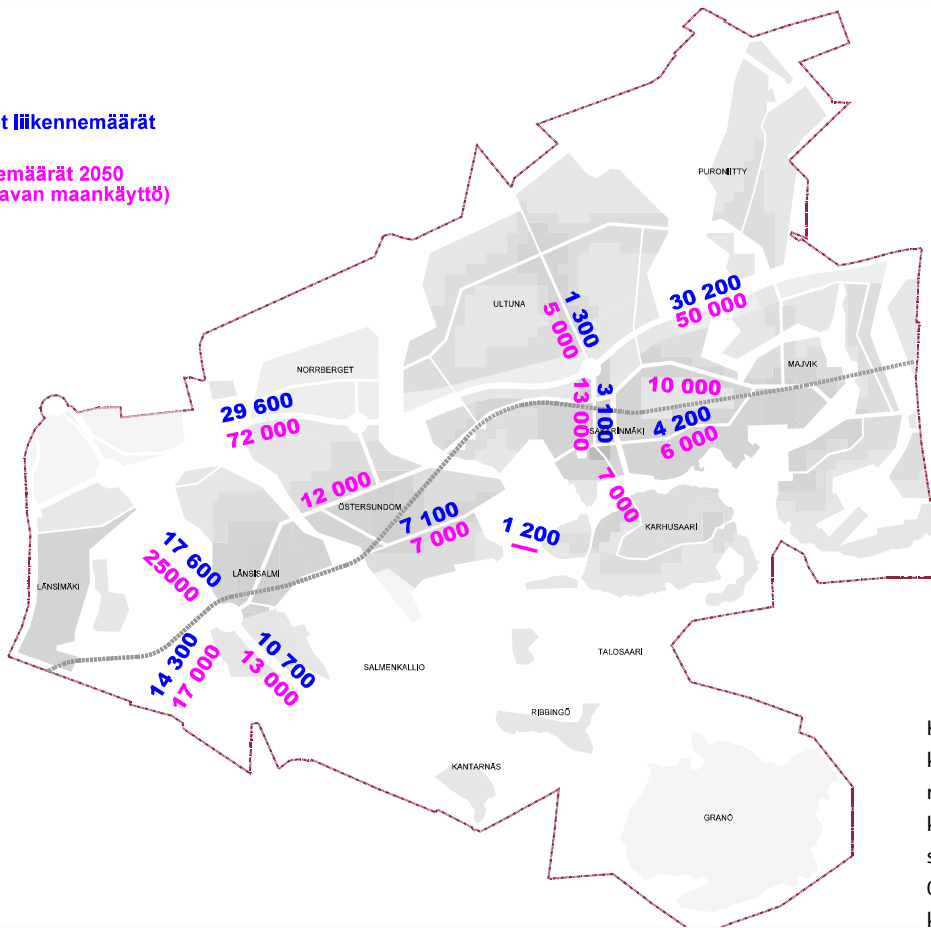 t liikennemäärät
emäärät 2050
avan maankäyttö)
PURONIITTY
ULTUNA
1 300
5 000
30 200
50 000
NORRBERGET
MAJVIK
29 600
72 000
13 000
3 100
10 000
4 200
6 000
SAKARINMÄKI
12 000
ÖSTERSUNDOM
7 100
7 000
1 200
7 000
KARHUSAARI
17 600
25000
LÄNSIMÄKI
LÄNSISALMI
14 300
17 000
10 700
13 000
SALMENKALLIO
TALOSAARI
RIBBINGÖ
KANTARNÄS
GRANÖ